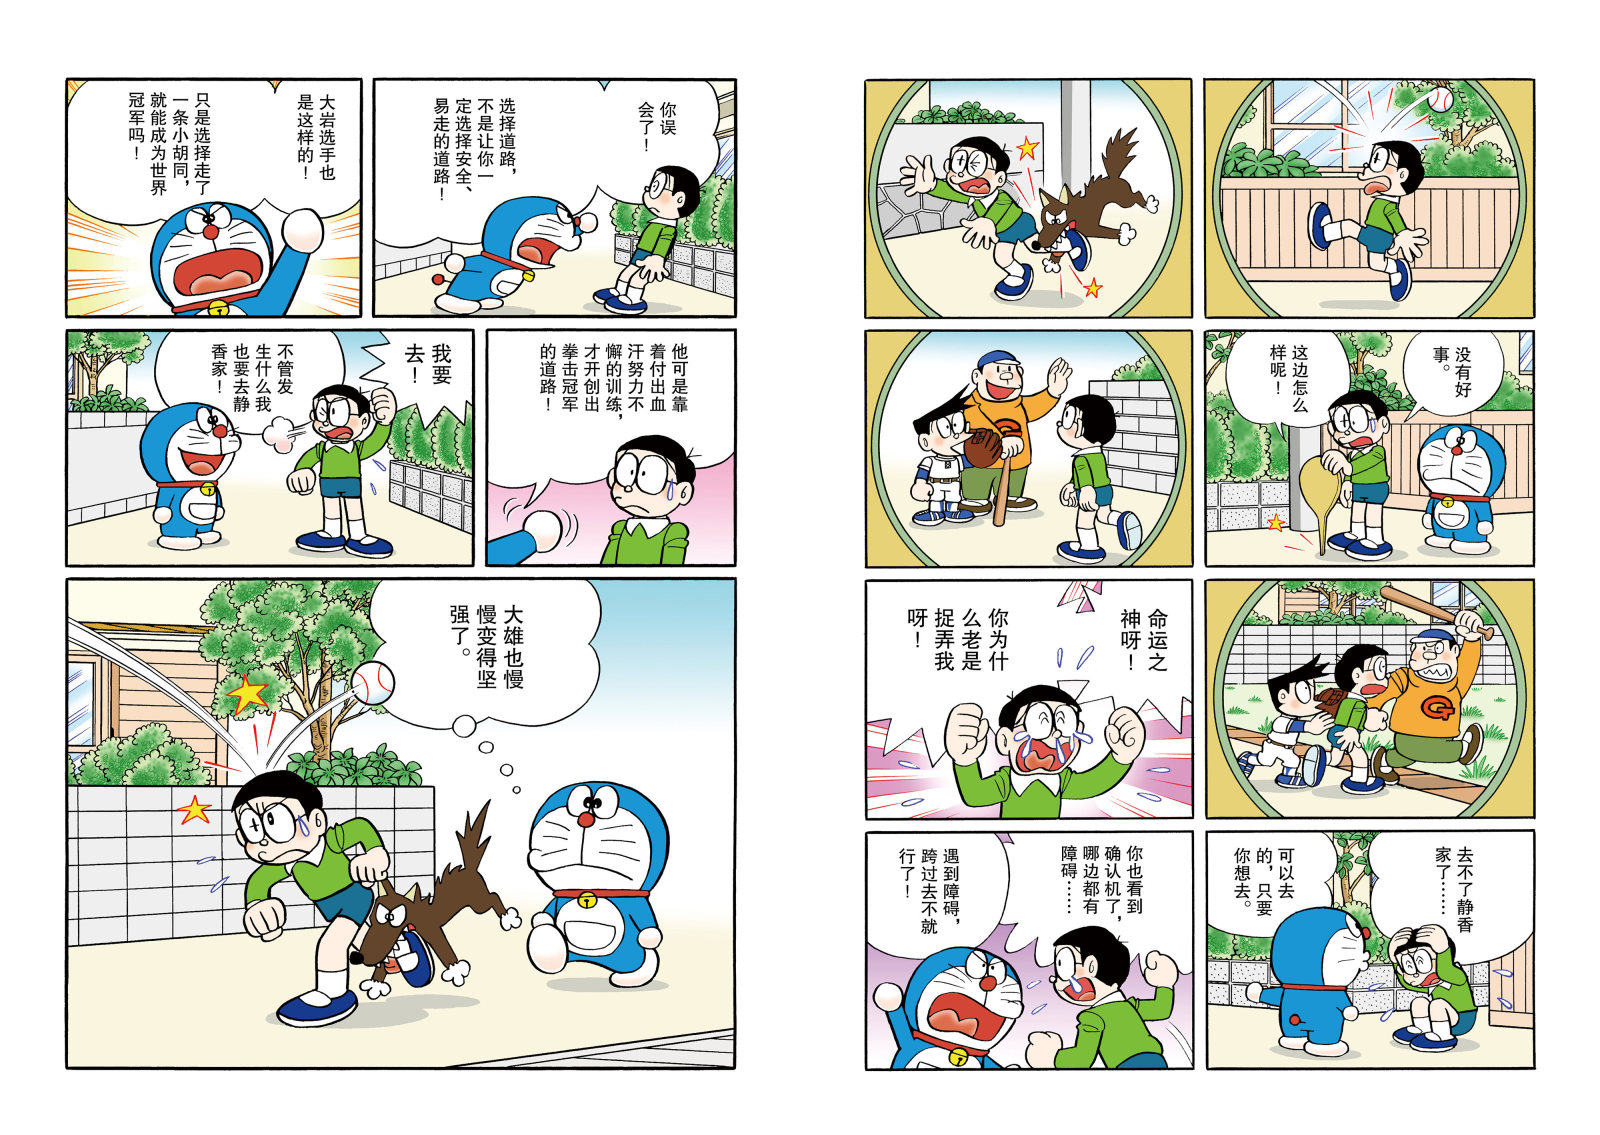 没有好
事。
这边怎么
样呢！
命运之
神呀！
你为什
么老是
捉弄我
呀！
去不了静香
家了……
可以去
的，只要
你想去。
你也看到
确认机了，
哪边都有
障碍……
遇到障碍，
跨过去不就
行了！
你误
会了！
选择道路，
不是让你一
定选择安全、
易走的道路！
大岩选手也
是这样的！
只是选择走了
一条小胡同，
就能成为世界
冠军吗！
他可是靠
着付出血
汗努力不
懈的训练，
才开创出
拳击冠军
的道路！
我要
去！
不管发
生什么我
也要去静
香家！
大雄也慢
慢变得坚
强了。